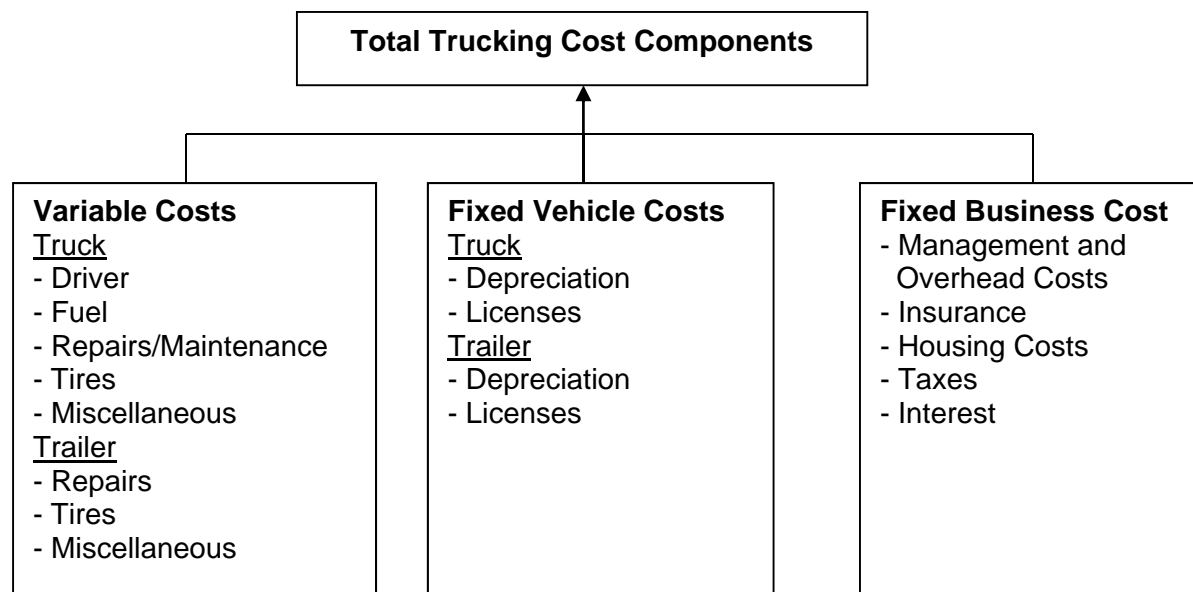 Total Trucking Cost Components
Variable Costs
Truck
- Driver
- Fuel
- Repairs/Maintenance
- Tires
- Miscellaneous
Trailer
- Repairs
- Tires
- Miscellaneous
Fixed Vehicle Costs
Truck
- Depreciation
- Licenses
Trailer
- Depreciation
- Licenses
Fixed Business Cost
- Management and
Overhead Costs
- Insurance
- Housing Costs
- Taxes
- Interest